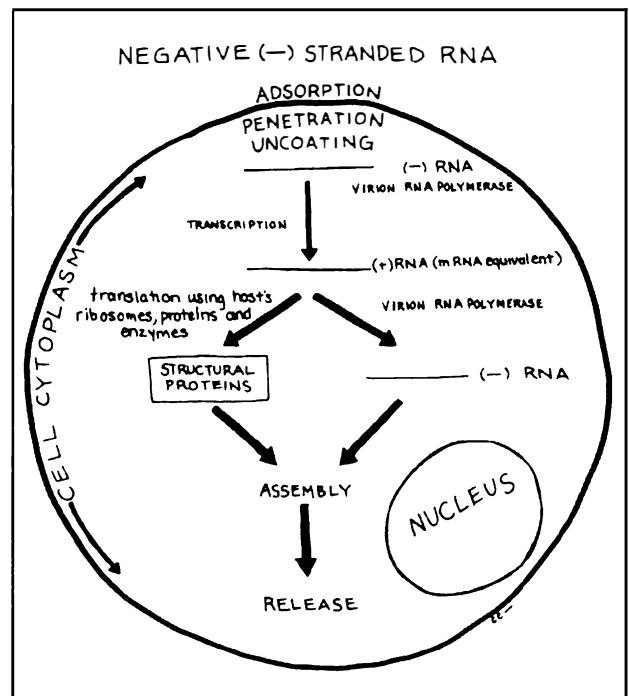 NEGATIVE (−) STRANDED RNA
ADSORPTION
PENETRATION
UNCOATING
(−) RNA
VIRION RNA POLYMERASE
TRANSCRIPTION
(+) RNA (mRNA equivalent)
translation using host's
ribosomes, proteins and
enzymes
VIRION RNA POLYMERASE
STRUCTURAL
PROTEINS
(−) RNA
CELL CYTOPLASM
ASSEMBLY
NUCLEUS
RELEASE